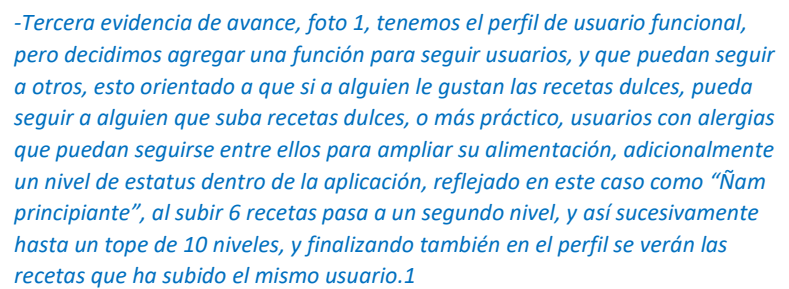 -Tercera evidencia de avance, foto 1, tenemos el perfil de usuario funcional,
pero decidimos agregar una función para seguir usuarios, y que puedan seguir
a otros, esto orientado a que si a alguien le gustan las recetas dulces, pueda
seguir a alguien que suba recetas dulces, o más práctico, usuarios con alergias
que puedan seguirse entre ellos para ampliar su alimentación, adicionalmente
un nivel de estatus dentro de la aplicación, reflejado en este caso como “Ñam
principiante”, al subir 6 recetas pasa a un segundo nivel, y así sucesivamente
hasta un tope de 10 niveles, y finalizando también en el perfil se verán las
recetas que ha subido el mismo usuario.1